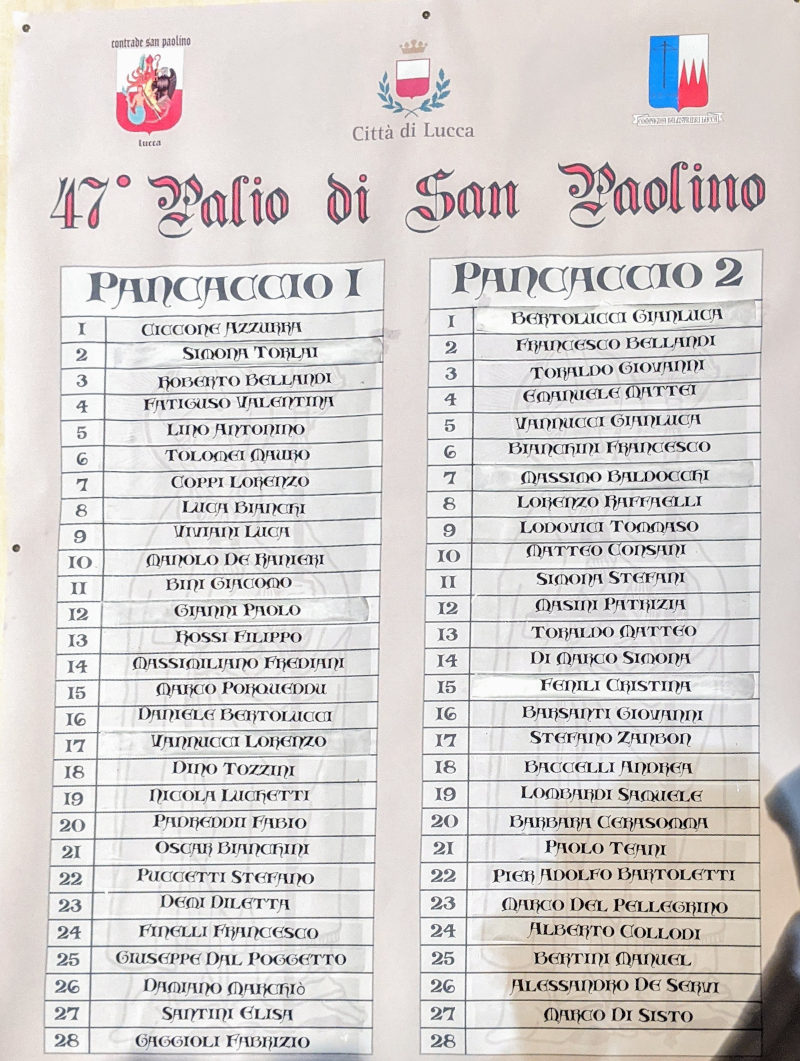 contrade san paolino
Lucca
Città di Lucca
COMPAGNIA BALESTRIERI LUCCA
47° Palio di San Paolino
PANCACCIO 1
1 CICCONE AZZURRA
2 SIMONA TORLAI
3 ROBERTO BELLANDI
4 FATIGUSO VALENTINA
5 LINO ANTONINO
6 TOLOMEI MAURO
7 COPPI LORENZO
8 LUCA BIANCHI
9 VIVIANI LUCA
10 MANOLO DE RANIERI
11 BINI GIACOMO
12 GIANNI PAOLO
13 ROSSI FILIPPO
14 MASSIMILIANO FREDIANI
15 MARCO PORQUEDDU
16 DANIELE BERTOLUCCI
17 VANNUCCI LORENZO
18 DINO TOZZINI
19 NICOLA LUCHETTI
20 PADREDDII FABIO
21 OSCAR BIANCHINI
22 PUCCETTI STEFANO
23 DEMI DILETTA
24 FINELLI FRANCESCO
25 GIUSEPPE DAL POGGETTO
26 DAMIANO MARCHIò
27 SANTINI ELISA
28 GAGGIOLI FABRIZIO
PANCACCIO 2
1 BERTOLUCCI GIANLUCA
2 FRANCESCO BELLANDI
3 TORALDO GIOVANNI
4 EMANUELE MATTEI
5 VANNUCCI GIANLUCA
6 BIANCHINI FRANCESCO
7 MASSIMO BALDOCCHI
8 LORENZO RAFFAELLI
9 LODOVICI TOMMASO
10 MATTEO CONSANI
11 SIMONA STEFANI
12 MASINI PATRIZIA
13 TORALDO MATTEO
14 DI MARCO SIMONA
15 FENILI CRISTINA
16 BARSANTI GIOVANNI
17 STEFANO ZANBON
18 BACCELLI ANDREA
19 LOMBARDI SAMUELE
20 BARBARA CERASOMMA
21 PAOLO TEANI
22 PIER ADOLFO BARTOLETTI
23 MARCO DEL PELLEGRINO
24 ALBERTO COLLODI
25 BERTINI MANUEL
26 ALESSANDRO DE SERVI
27 MARCO DI SISTO
28